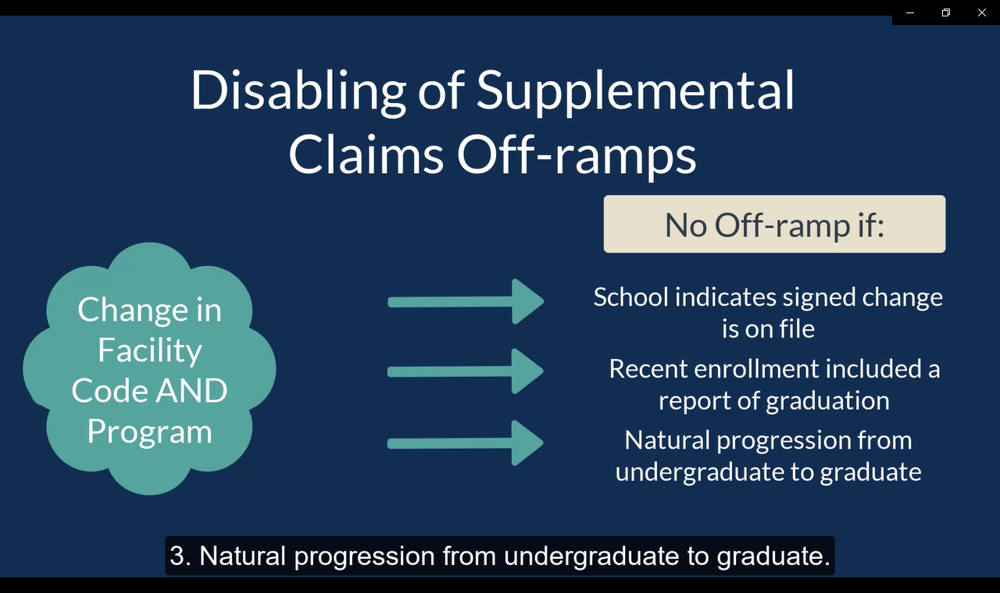 Disabling of Supplemental
Claims Off-ramps
No Off-ramp if:
Change in
Facility
Code AND
Program
School indicates signed change
is on file
Recent enrollment included a
report of graduation
Natural progression from
undergraduate to graduate
3. Natural progression from undergraduate to graduate.